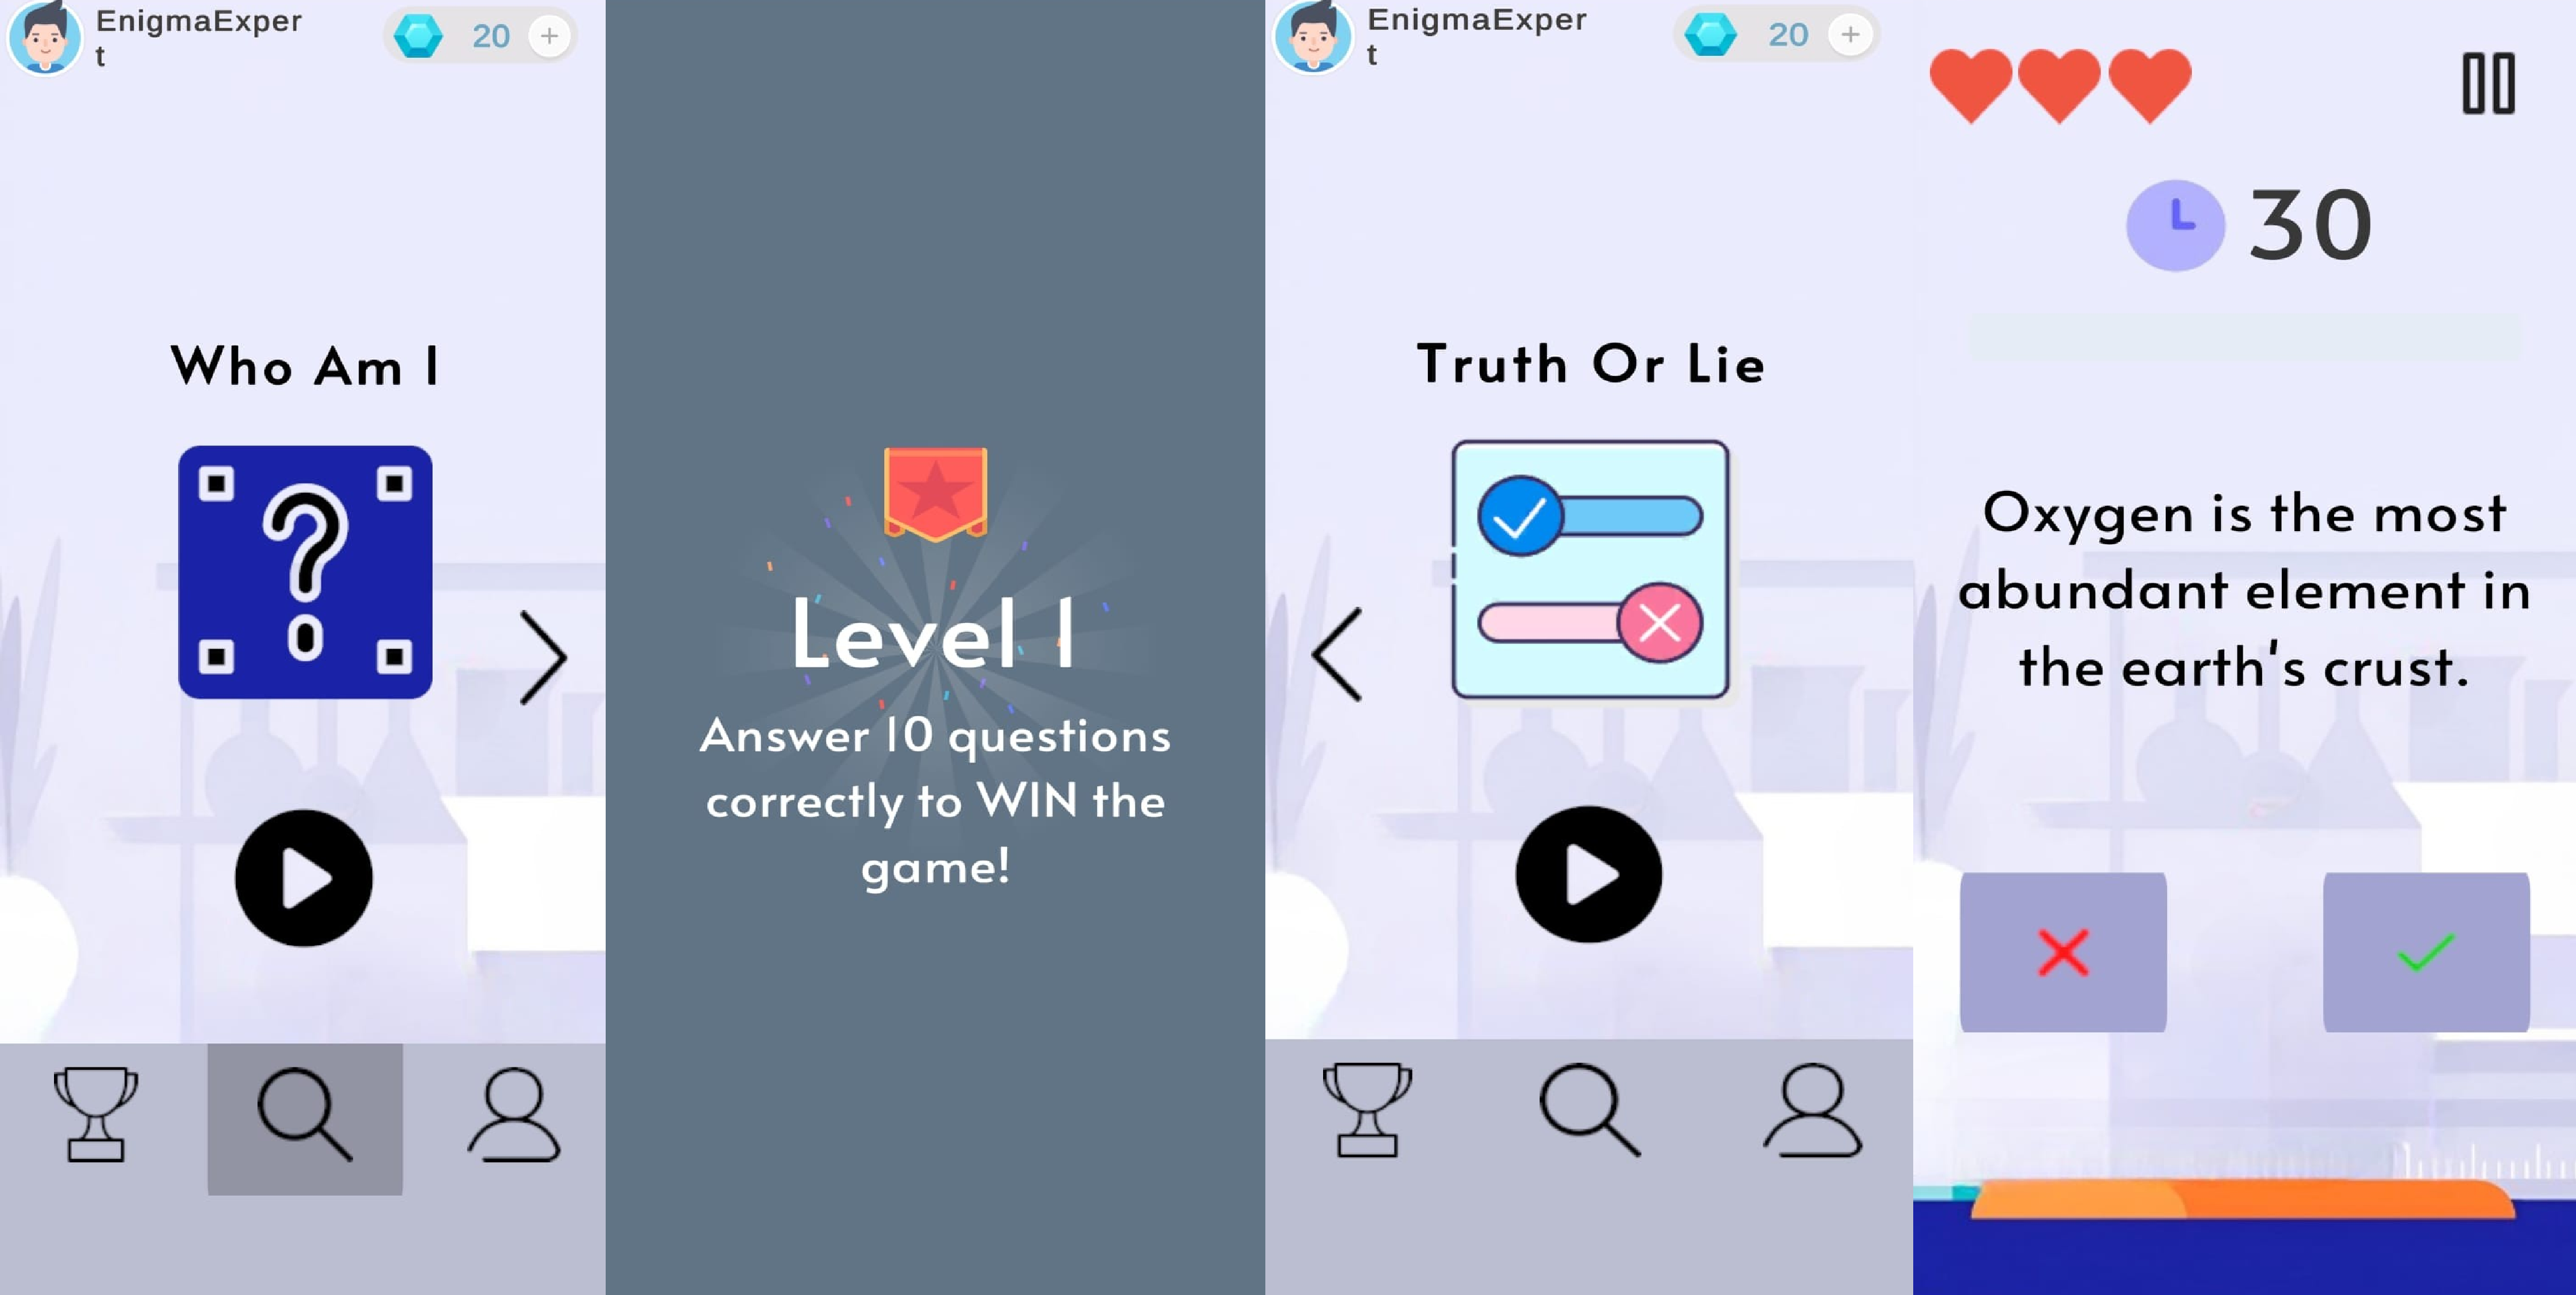 EnigmaExper
t
20
Who Am I
Level 1
Answer 10 questions
correctly to WIN the
game!
EnigmaExper
t
20
Truth Or Lie
30
Oxygen is the most
abundant element in
the earth's crust.